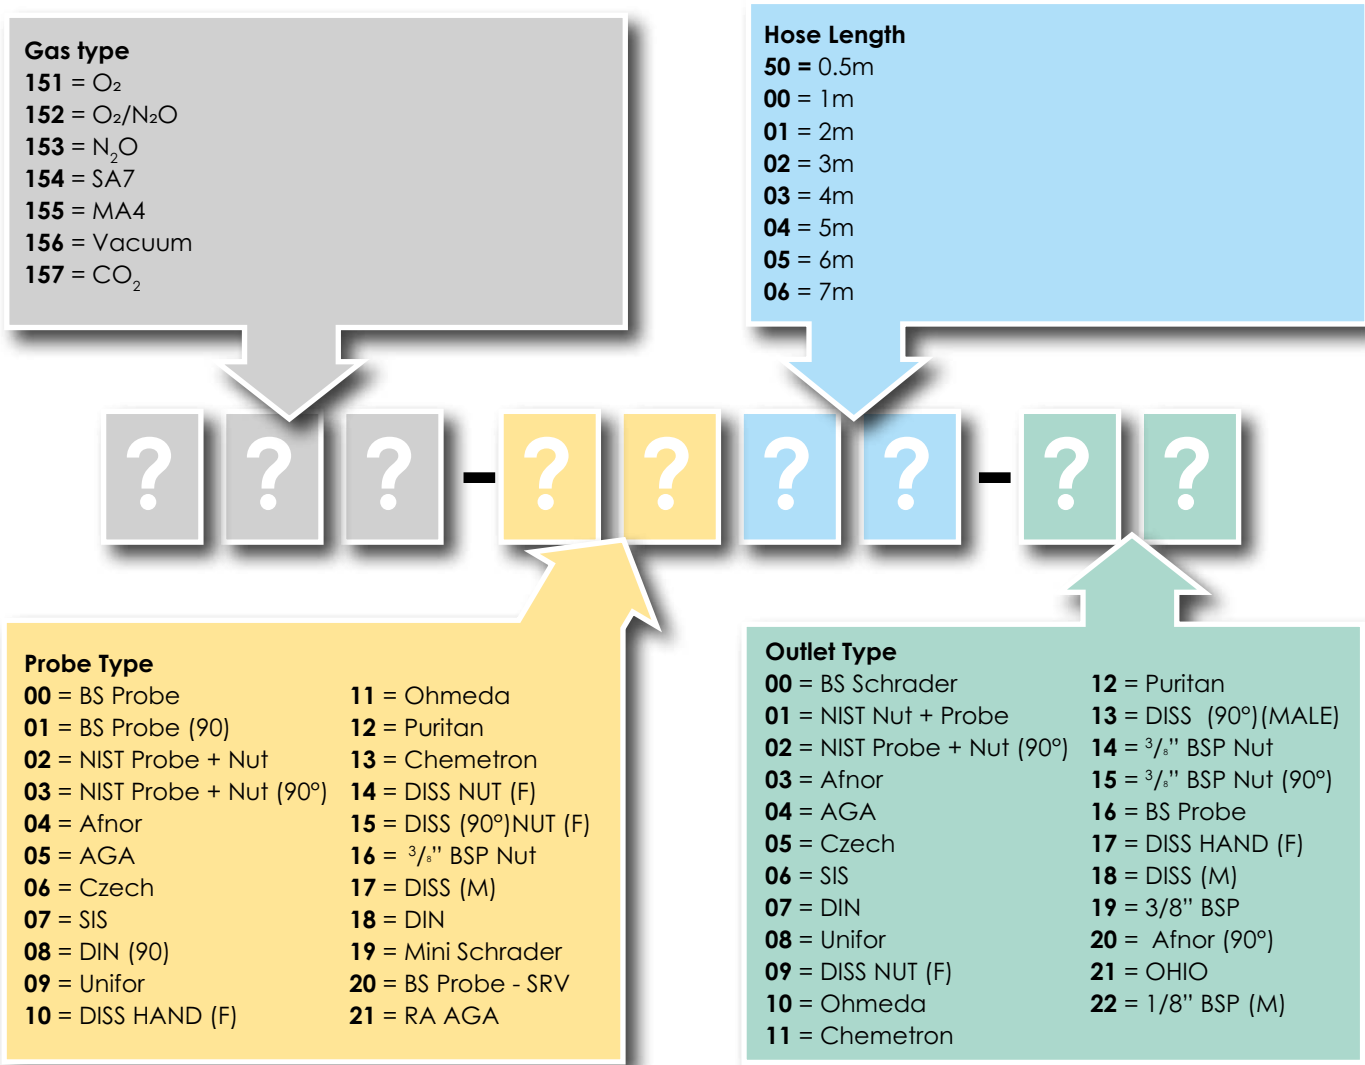 Gas type
151 = O₂
152 = O₂/N₂O
153 = N₂O
154 = SA7
155 = MA4
156 = Vacuum
157 = CO₂
Hose Length
50 = 0.5m
00 = 1m
01 = 2m
02 = 3m
03 = 4m
04 = 5m
05 = 6m
06 = 7m
? ? ? - ? ? ? ? - ? ?
Probe Type
00 = BS Probe
01 = BS Probe (90)
02 = NIST Probe + Nut
03 = NIST Probe + Nut (90°)
04 = Afnor
05 = AGA
06 = Czech
07 = SIS
08 = DIN (90)
09 = Unifor
10 = DISS HAND (F)
11 = Ohmeda
12 = Puritan
13 = Chemetron
14 = DISS NUT (F)
15 = DISS (90°)NUT (F)
16 = ³/₈” BSP Nut
17 = DISS (M)
18 = DIN
19 = Mini Schrader
20 = BS Probe - SRV
21 = RA AGA
Outlet Type
00 = BS Schrader
01 = NIST Nut + Probe
02 = NIST Probe + Nut (90°)
03 = Afnor
04 = AGA
05 = Czech
06 = SIS
07 = DIN
08 = Unifor
09 = DISS NUT (F)
10 = Ohmeda
11 = Chemetron
12 = Puritan
13 = DISS (90°)(MALE)
14 = ³/₈” BSP Nut
15 = ³/₈” BSP Nut (90°)
16 = BS Probe
17 = DISS HAND (F)
18 = DISS (M)
19 = 3/8” BSP
20 = Afnor (90°)
21 = OHIO
22 = 1/8” BSP (M)